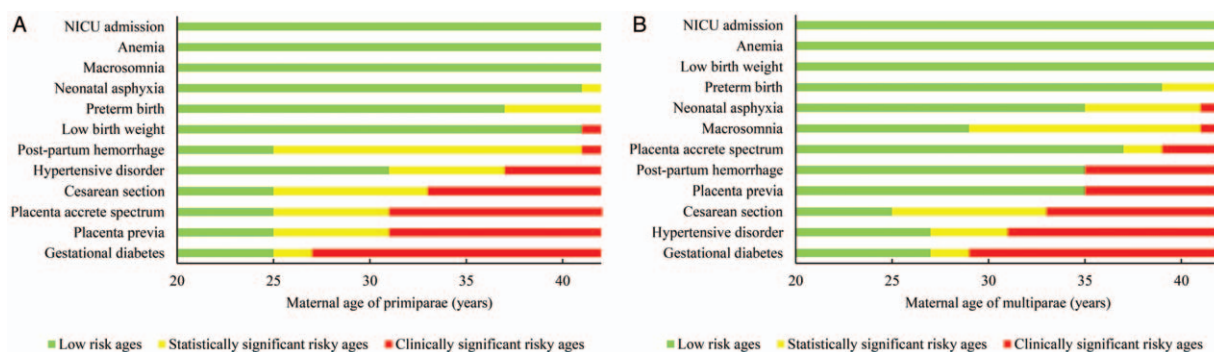 A
NICU admission
Anemia
Macrosomnia
Neonatal asphyxia
Preterm birth
Low birth weight
Post-partum hemorrhage
Hypertensive disorder
Cesarean section
Placenta accrete spectrum
Placenta previa
Gestational diabetes
20 25 30 35 40
Maternal age of primiparae (years)
Low risk ages Statistically significant risky ages Clinically significant risky ages
B
NICU admission
Anemia
Low birth weight
Preterm birth
Neonatal asphyxia
Macrosomnia
Placenta accrete spectrum
Post-partum hemorrhage
Placenta previa
Cesarean section
Hypertensive disorder
Gestational diabetes
20 25 30 35 40
Maternal age of multiparae (years)
Low risk ages Statistically significant risky ages Clinically significant risky ages